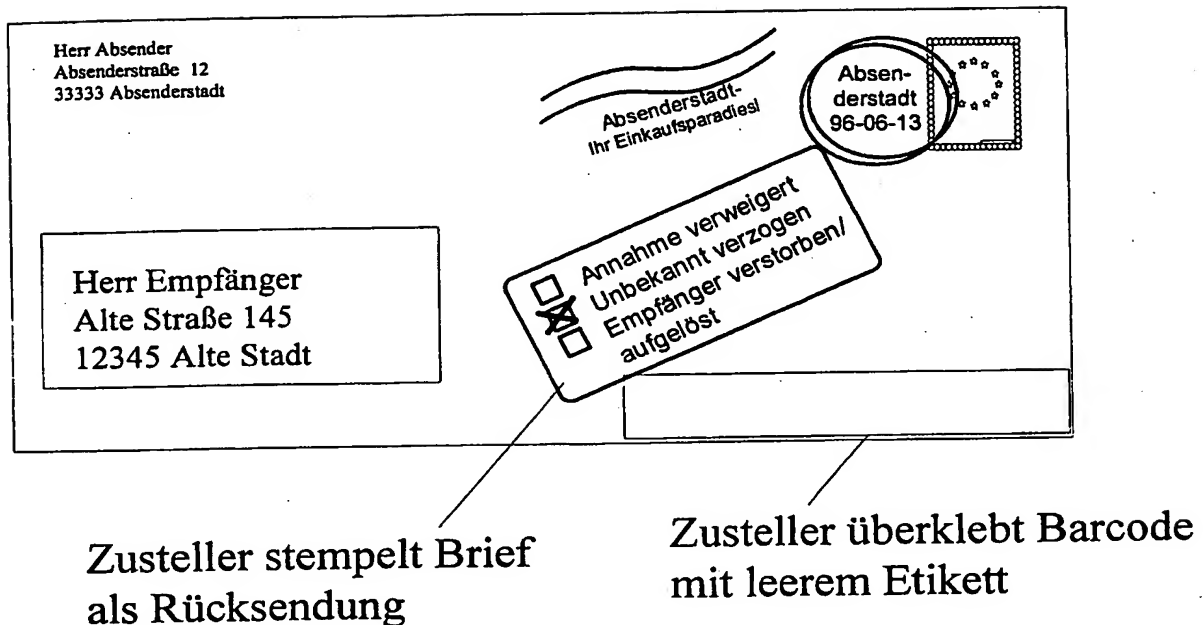 Herr Absender
Absenderstraße 12
33333 Absenderstadt
Absenderstadt-
Ihr Einkaufsparadies!
Absen-
derstadt
96-06-13
Annahme verweigert
Unbekannt verzogen
Empfänger verstorben/
aufgelöst
Herr Empfänger
Alte Straße 145
12345 Alte Stadt
Zusteller stempelt Brief
als Rücksendung
Zusteller überklebt Barcode
mit leerem Etikett